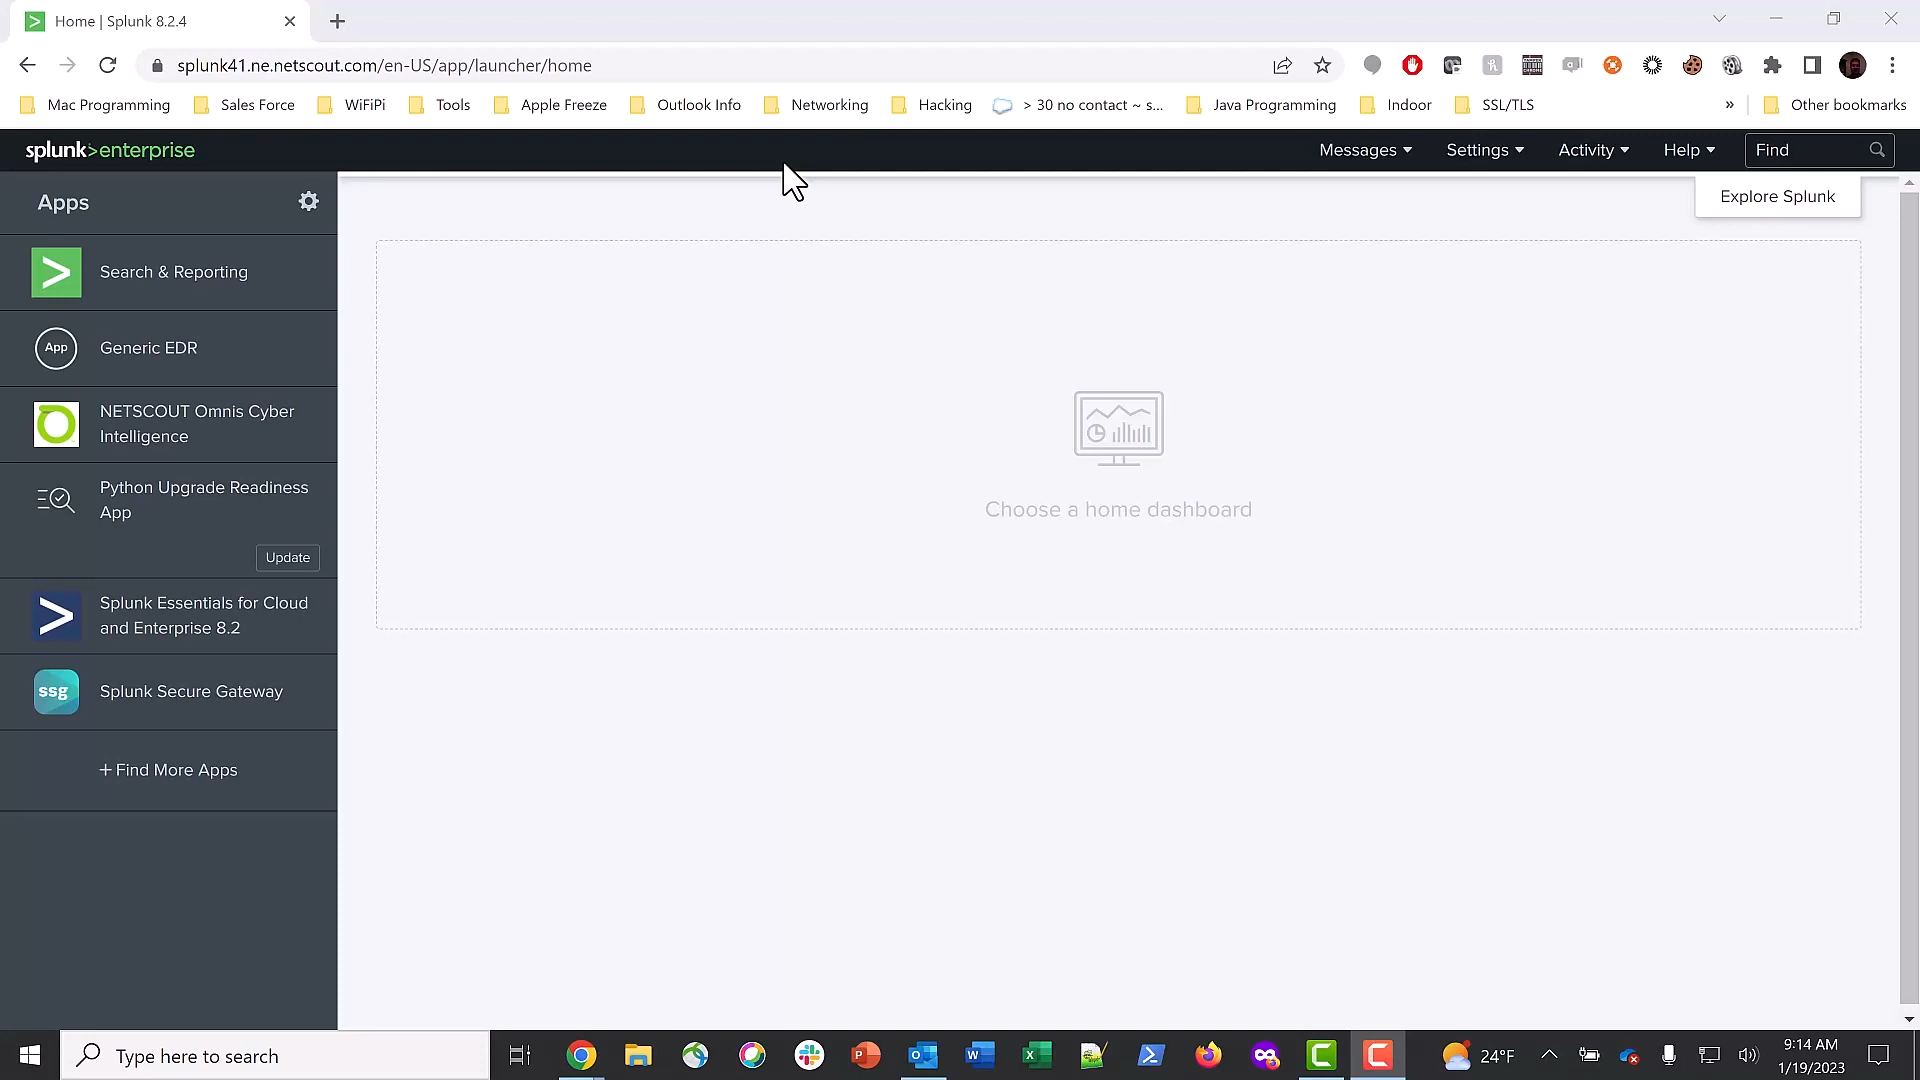 Home | Splunk 8.2.4
splunk41.ne.netscout.com/en-US/app/launcher/home
Mac Programming Sales Force WiFiPi Tools Apple Freeze Outlook Info Networking Hacking > 30 no contact ~ s... Java Programming Indoor SSL/TLS » Other bookmarks
splunk>enterprise Messages Settings Activity Help Find
Apps
Explore Splunk
Search & Reporting
App Generic EDR
NETSCOUT Omnis Cyber
Intelligence
Python Upgrade Readiness
App
Update
Splunk Essentials for Cloud
and Enterprise 8.2
ssg Splunk Secure Gateway
+ Find More Apps
Choose a home dashboard
Type here to search
24°F
9:14 AM
1/19/2023